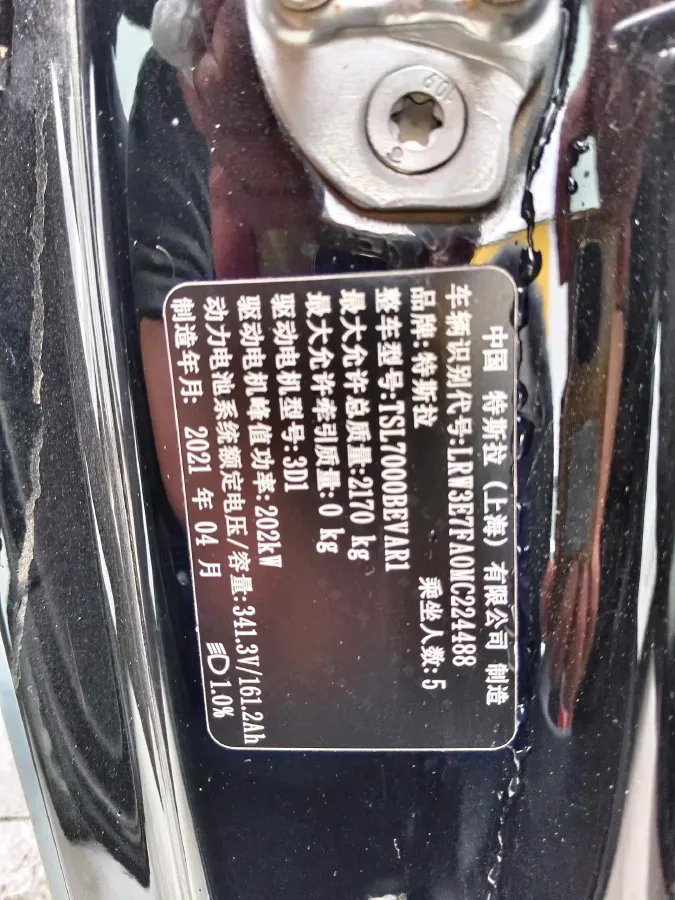 109
中国 特斯拉（上海）有限公司 制造
车辆识别代号:LRW3E7FA0MC224488
品牌:特斯拉 乘坐人数:5
整车型号:TSL7000BEVAR1
最大允许总质量:2170 kg
最大允许牵引质量: 0 kg
驱动电机型号:3D1
驱动电机峰值功率:202kW
动力电池系统额定电压/容量:341.3V/161.2Ah
制造年月: 2021 年 04 月 1.0%